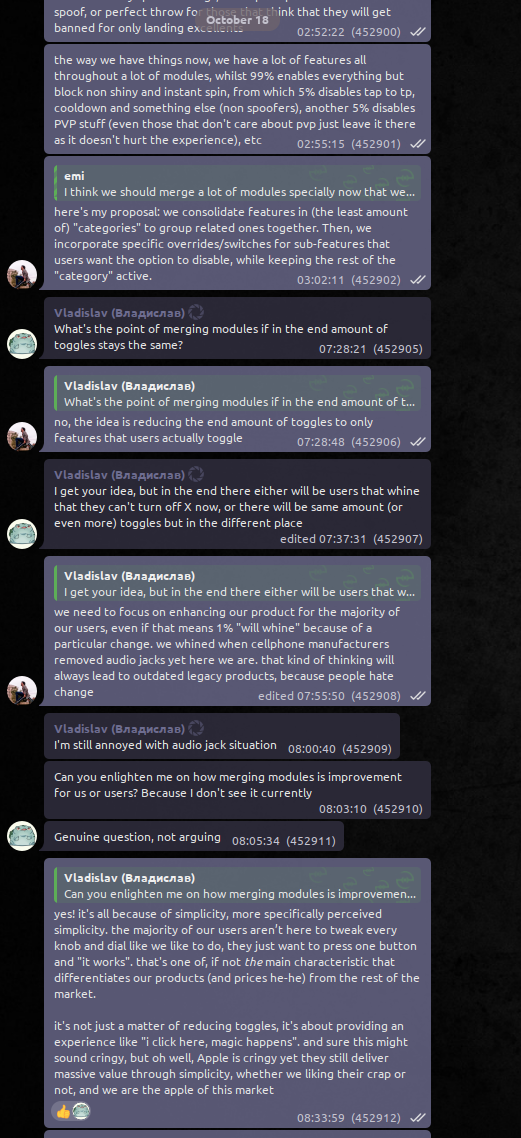 spoof, or perfect throw for those that think that they will get
October 18
banned for only landing excellents
02:52:22 (452900)
the way we have things now, we have a lot of features all
throughout a lot of modules, whilst 99% enables everything but
block non shiny and instant spin, from which 5% disables tap to tp,
cooldown and something else (non spoofers), another 5% disables
PVP stuff (even those that don't care about pvp just leave it there
as it doesn't hurt the experience), etc
02:55:15 (452901)
emi
I think we should merge a lot of modules specially now that we...
here's my proposal: we consolidate features in (the least amount
of) "categories" to group related ones together. Then, we
incorporate specific overrides/switches for sub-features that
users want the option to disable, while keeping the rest of the
"category" active.
03:02:11 (452902)
Vladislav (Владислав)
What's the point of merging modules if in the end amount of
toggles stays the same?
07:28:21 (452905)
Vladislav (Владислав)
What's the point of merging modules if in the end amount of t...
no, the idea is reducing the end amount of toggles to only
features that users actually toggle
07:28:48 (452906)
Vladislav (Владислав)
I get your idea, but in the end there either will be users that whine
that they can't turn off X now, or there will be same amount (or
even more) toggles but in the different place
edited 07:37:31 (452907)
Vladislav (Владислав)
I get your idea, but in the end there either will be users that w...
we need to focus on enhancing our product for the majority of
our users, even if that means 1% "will whine" because of a
particular change. we whined when cellphone manufacturers
removed audio jacks yet here we are. that kind of thinking will
always lead to outdated legacy products, because people hate
change
edited 07:55:50 (452908)
Vladislav (Владислав)
I'm still annoyed with audio jack situation
08:00:40 (452909)
Can you enlighten me on how merging modules is improvement
for us or users? Because I don't see it currently
08:03:10 (452910)
Genuine question, not arguing
08:05:34 (452911)
Vladislav (Владислав)
Can you enlighten me on how merging modules is improvemen...
yes! it's all because of simplicity, more specifically perceived
simplicity. the majority of our users aren't here to tweak every
knob and dial like we like to do, they just want to press one button
and "it works". that's one of, if not the main characteristic that
differentiates our products (and prices he-he) from the rest of the
market.
it's not just a matter of reducing toggles, it's about providing an
experience like "i click here, magic happens". and sure this might
sound cringy, but oh well, Apple is cringy yet they still deliver
massive value through simplicity, whether we liking their crap or
not, and we are the apple of this market
08:33:59 (452912)